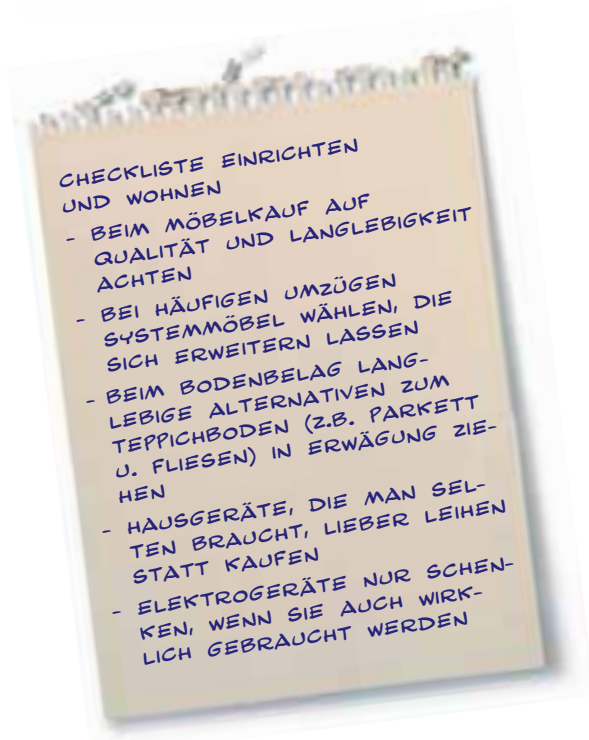 CHECKLISTE EINRICHTEN
UND WOHNEN
- BEIM MÖBELKAUF AUF
QUALITÄT UND LANGLEBIGKEIT
ACHTEN
- BEI HÄUFIGEN UMZÜGEN
SYSTEMMÖBEL WÄHLEN, DIE
SICH ERWEITERN LASSEN
- BEIM BODENBELAG LANG-
LEBIGE ALTERNATIVEN ZUM
TEPPICHBODEN (Z.B. PARKETT
U. FLIESEN) IN ERWÄGUNG ZIE-
HEN
- HAUSGERÄTE, DIE MAN SEL-
TEN BRAUCHT, LIEBER LEIHEN
STATT KAUFEN
- ELEKTROGERÄTE NUR SCHEN-
KEN, WENN SIE AUCH WIRK-
LICH GEBRAUCHT WERDEN